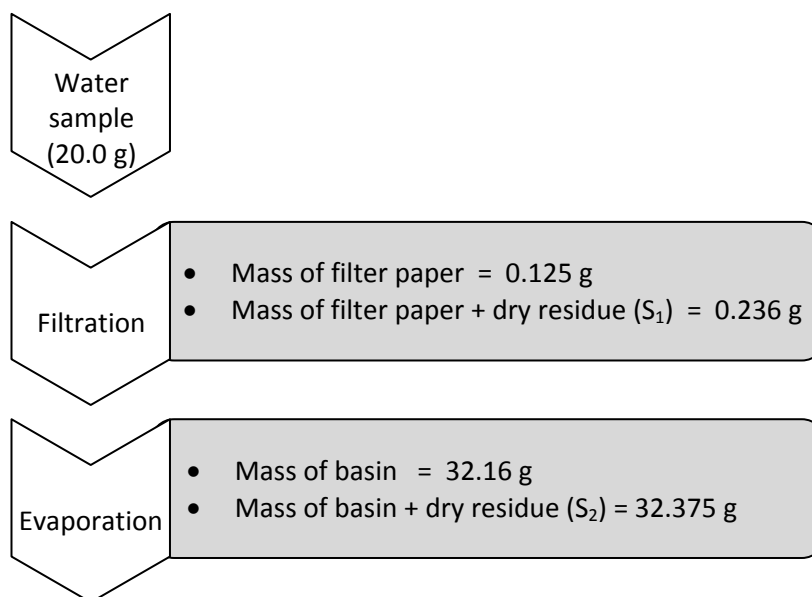 Water
sample
(20.0 g)
Filtration
• Mass of filter paper = 0.125 g
• Mass of filter paper + dry residue (S₁) = 0.236 g
Evaporation
• Mass of basin = 32.16 g
• Mass of basin + dry residue (S₂) = 32.375 g